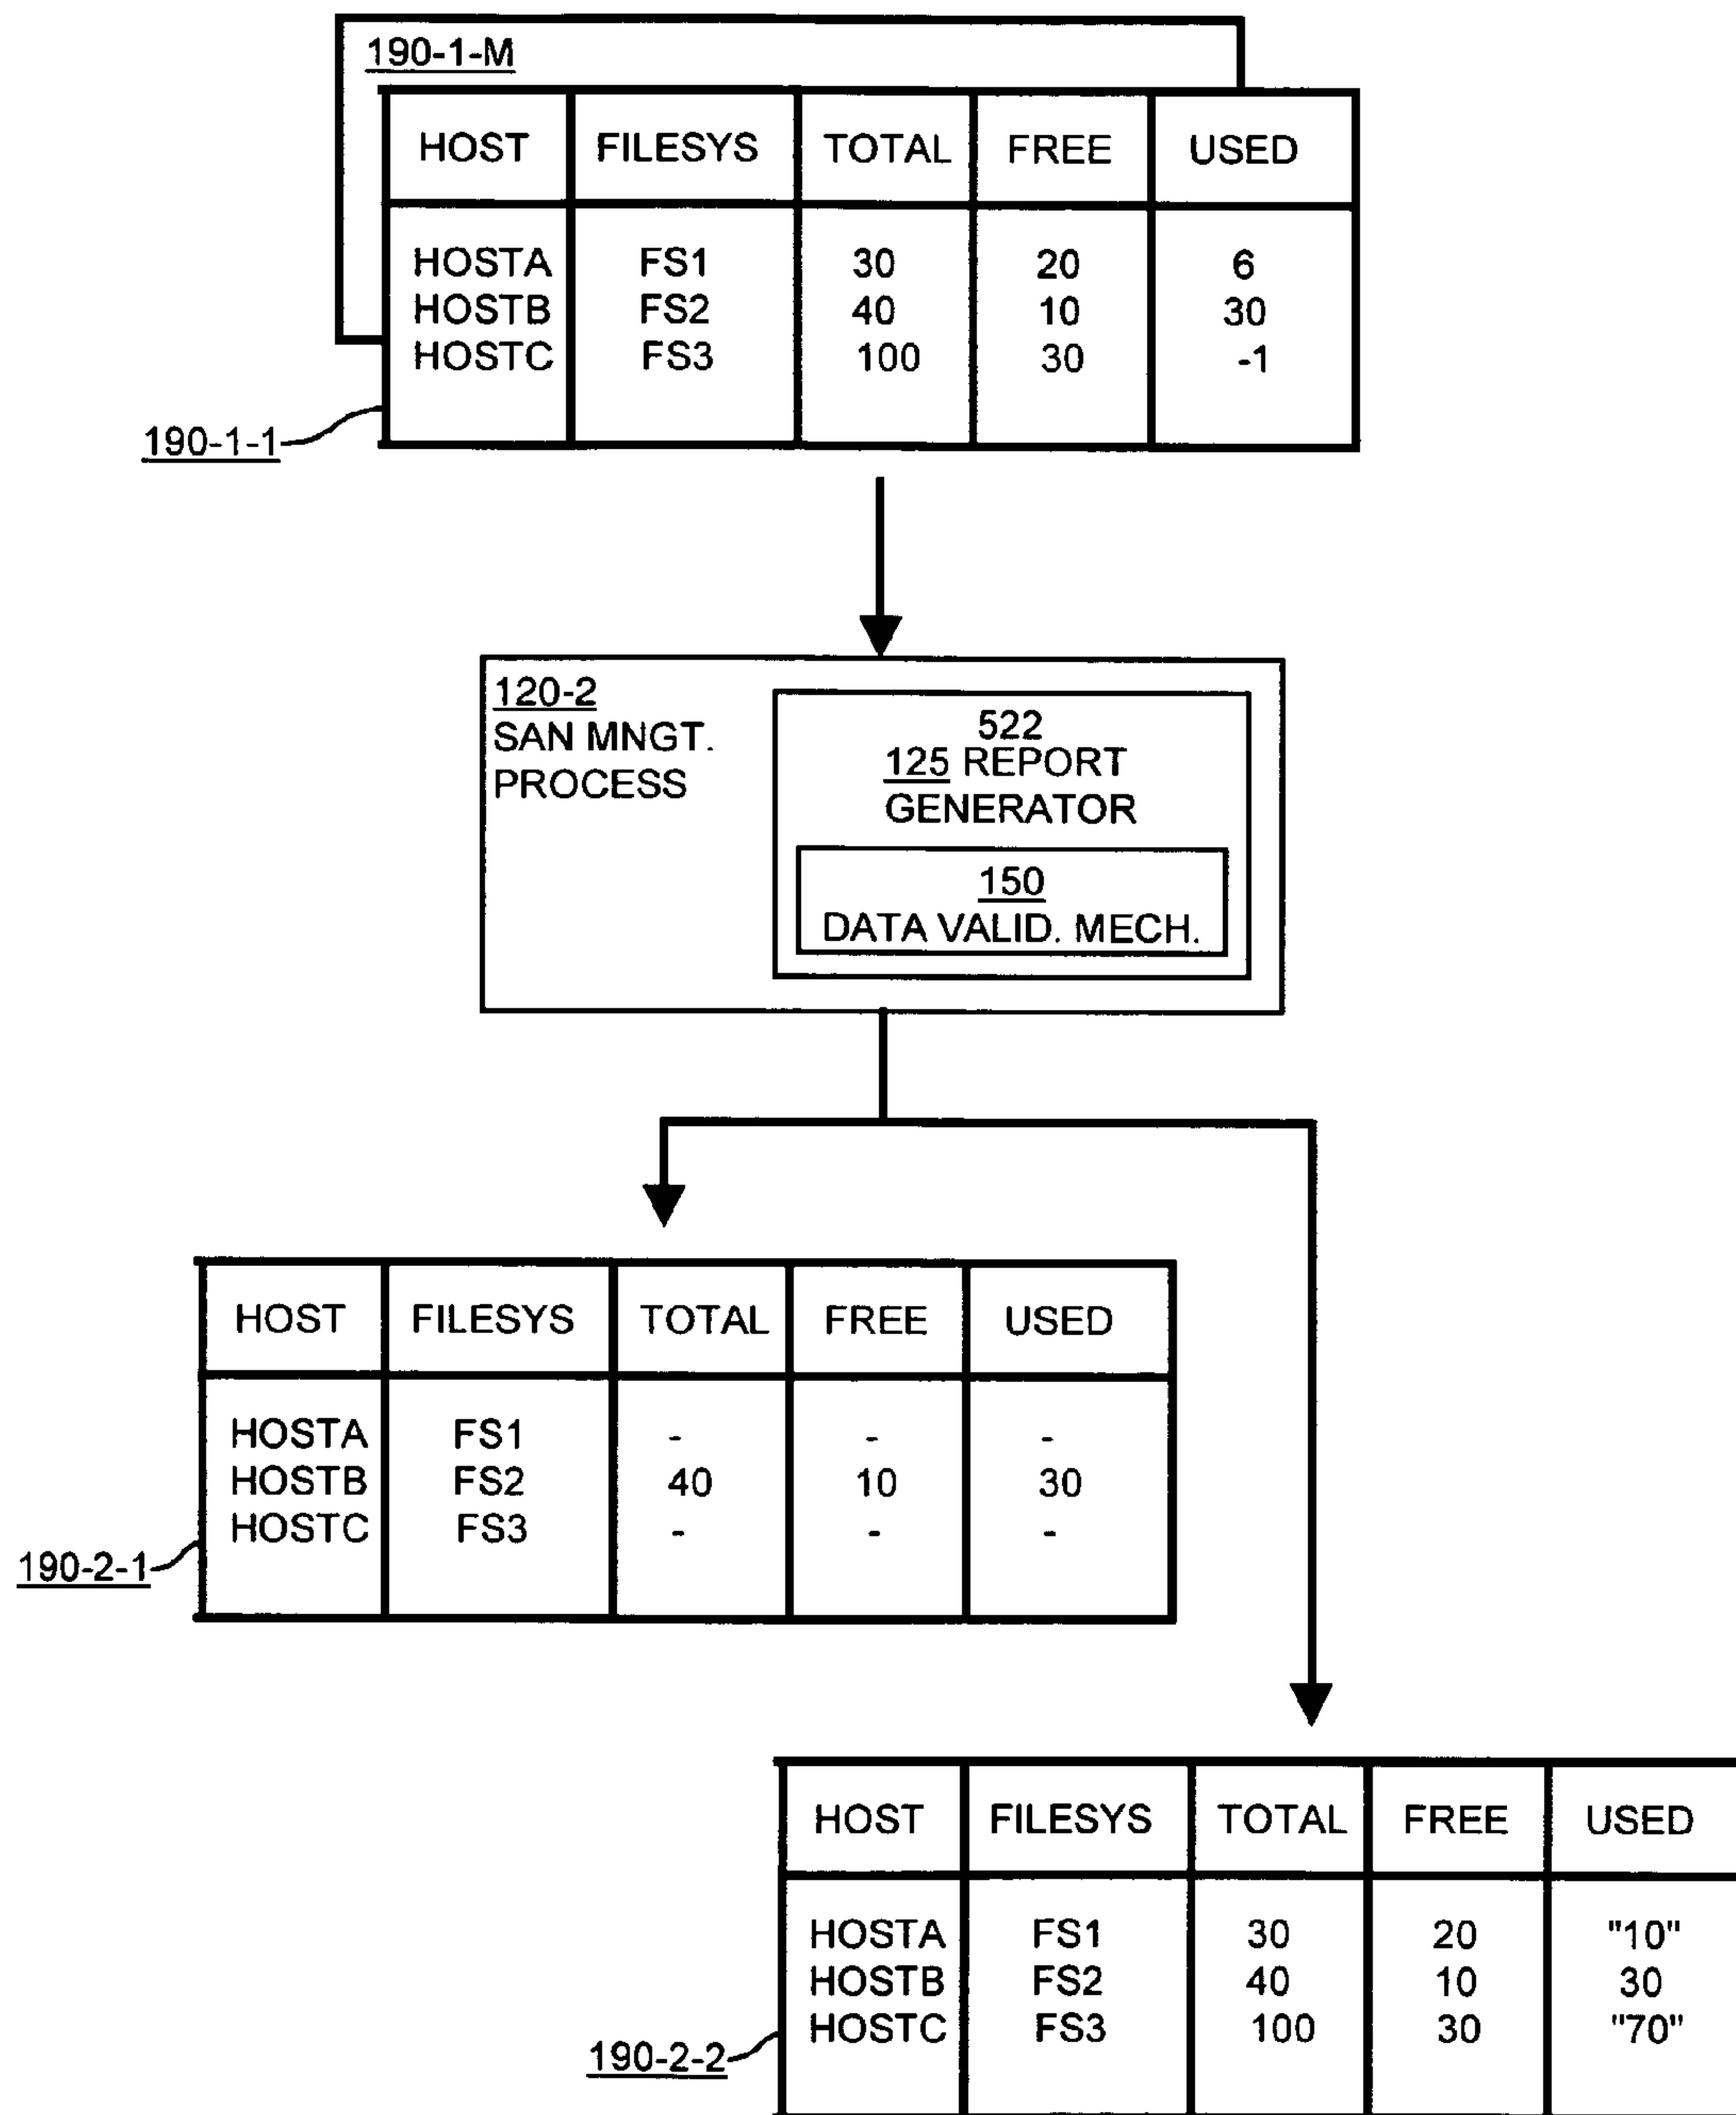 190-1-M
HOST FILESYS TOTAL FREE USED
HOSTA FS1 30 20 6
HOSTB FS2 40 10 30
HOSTC FS3 100 30 -1
190-1-1
120-2
SAN MNGT.
PROCESS
522
125 REPORT
GENERATOR
150
DATA VALID. MECH.
HOST FILESYS TOTAL FREE USED
HOSTA FS1 - - -
HOSTB FS2 40 10 30
HOSTC FS3 - - -
190-2-1
HOST FILESYS TOTAL FREE USED
HOSTA FS1 30 20 "10"
HOSTB FS2 40 10 30
HOSTC FS3 100 30 "70"
190-2-2